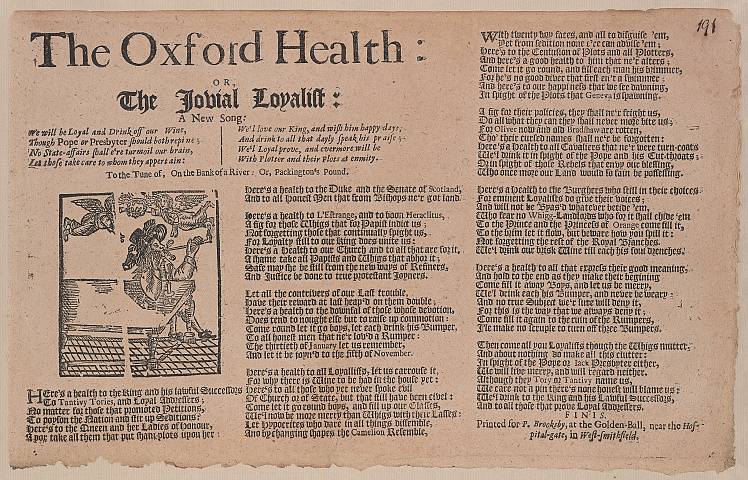 191
The Oxford Health:
OR,
The Jovial Loyalist:
A New Song:
We will be Loyal and Drink off our Wine,
Though Pope or Presbyter should both repine;
No State-affairs shall e're turmoil our brain,
Let those take care to whom they appertain:
We'l love our King, and wish him happy days,
And drink to all that dayly speak his praise;
We'l Loyal prove, and evermore will be
With Plotter and their Plots at enmity.
To the Tune of, On the Bank of a River: Or, Packington's Pound.
HEre's a health to the King and his lawful Successors
To Tantivy Tories, and Loyal Addressers;
No matter for those that promoted Petitions,
To poyson the Nation and stir up Seditions:
Here's to the Queen and her Ladies of honour,
A pox take all them that put sham-plots upon her:
Here's a health to the Duke and the Senate of Scotland,
And to all honest Men that from Bishops ne'r got land.
Here's a health to L'Estrange, and to boon Heraclitus,
A fig for those Whigs that for Papist indict us;
Not forgetting those that continually spight us,
For Loyalty still to our King does unite us:
Here's a Health to our Church and to all that are for it,
A shame take all Papists and Whigs that abhor it;
Safe may she be still from the new ways of Refiners,
And Justice be done to true protestant Joyners.
Let all the contrivers of our Last trouble,
Have their reward at last heap'd on them double;
Here's a health to the downfal of those whose devotion,
Does tend to nought else but to raise up commotion:
Come round let it go boys, let each drink his Bumper,
To all honest men that ne'r lov'd a Rumper:
The thirtieth of January let us remember,
And let it be joyn'd to the fifth of November.
Here's a health to all Loyallists, let us carrouse it,
For why there is Wine to be had in the house yet:
Here's to all those who yet never spoke evil
Of Church or of State, but that still have been civil:
Come let it go round boys, and fill up our Glasses,
We'l now be more merry than Whigs with their Lasses:
Let Hypocrites who dare in all things dissemble,
And by changing shapes the Camelion Resemble,
With twenty boy faces, and all to disguise 'em,
Yet from sedition none e're can advise 'em;
Here's to the Confusion of Plots and all Plotters,
And here's a good health to him that ne'r alters;
Come let it go round, and fill each man his brimmer,
For he's no good liver that still en't a swimmer:
And here's to our happiness that we see dawning,
In spight of the Plots that Geneva is spawning.
A fig for their policies, they shall ne'r fright us,
Do all what they can they shall never more bite us;
For Oliver now and old Brodshaw are rotten,
Tho' their cursed names shall ne'r be forgotten:
Here's a health to all Cavaliers that ne'r were turn-coats
We'l drink it in spight of the Pope and his Cut-throats;
In spight of those Rebels that envy our blessing,
Who once more our Land would so fain be possessing.
Here's a health to the Burghers who still in their choices
For eminent Loyallists do give their voices;
And will not be Byas'd whatever betide 'em,
Who fear no Whigg-Landlords who for it shall chide 'em
To the Prince and the Princess of Orange come fill it,
To the brim let it flow, but beware how you spill it:
Not forgetting the rest of the Royal Branches
We'l drink our brisk Wine till each his soul drenches.
Here's a health to all that express their good meaning,
And hold to the end as they make their begining
Come fill it away Boys, and let us be merry,
We'l drink each his Bumper, and never be weary:
And no true Subject we'r sure will deny it,
For this is the way that we always deny it:
Come fill it again to the ruin of the Rumpers,
I'le make no scruple to turn off three Bumpers.
Then come all you Loyallists though the Whigs mutter,
And about nothing do make all this clutter:
In spight of the Pope or Jack Presbyter either,
We will live merry, and will regard neither.
Although they Tory or Tantivy name us,
We care not a pin there's none honest will blame us:
We'l drink to the King and his Lawful Successors,
And to all those that prove Loyal Addressers.
FINIS.
Printed for P. Brooksby, at the Golden-Ball, near the Hos-
pital-gate, in West-smithfield.